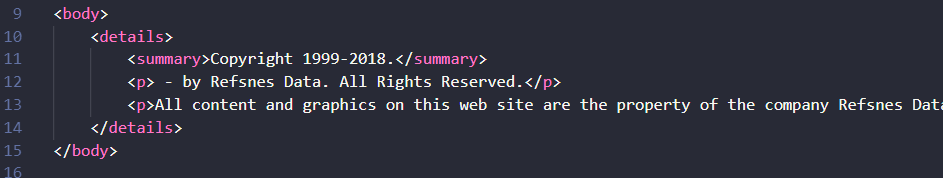 9 <body>
10 <details>
11 <summary>Copyright 1999-2018.</summary>
12 <p> - by Refsnes Data. All Rights Reserved.</p>
13 <p>All content and graphics on this web site are the property of the company Refsnes Data
14 </details>
15 </body>
16